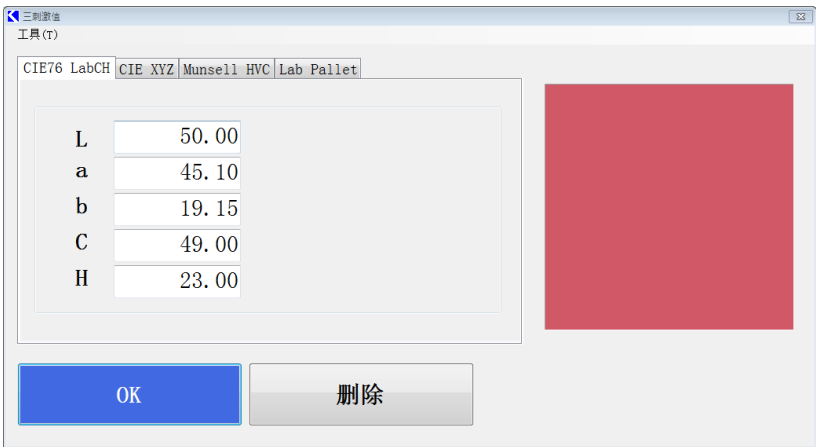 三刺激值
工具(T)
CIE76 LabCH CIE XYZ Munsell HVC Lab Pallet
L 50.00
a 45.10
b 19.15
C 49.00
H 23.00
OK 删除